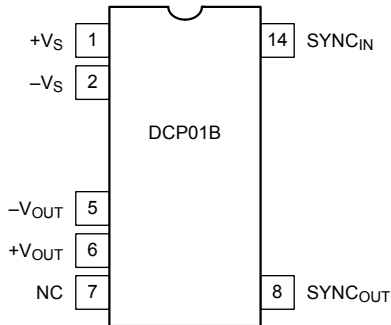 +VS 1 14 SYNCIN
–VS 2
DCP01B
–VOUT 5
+VOUT 6
NC 7 8 SYNCOUT